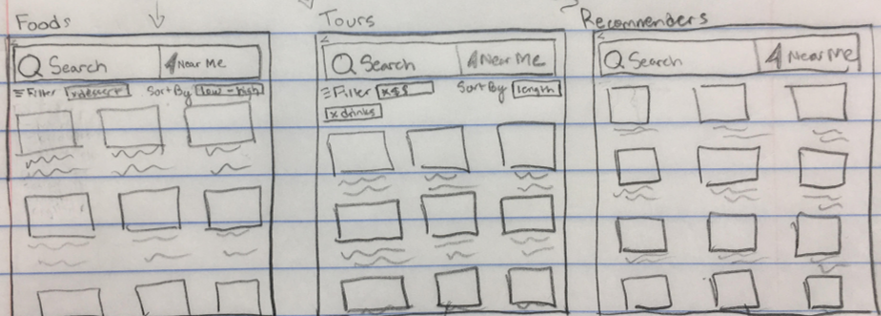 Foods
Search
Near Me
Filter
x dessert
Sort By
low - high
Tours
Search
Near Me
Filter
x $$
Sort By
length
x drinks
Recommenders
Search
Near Me